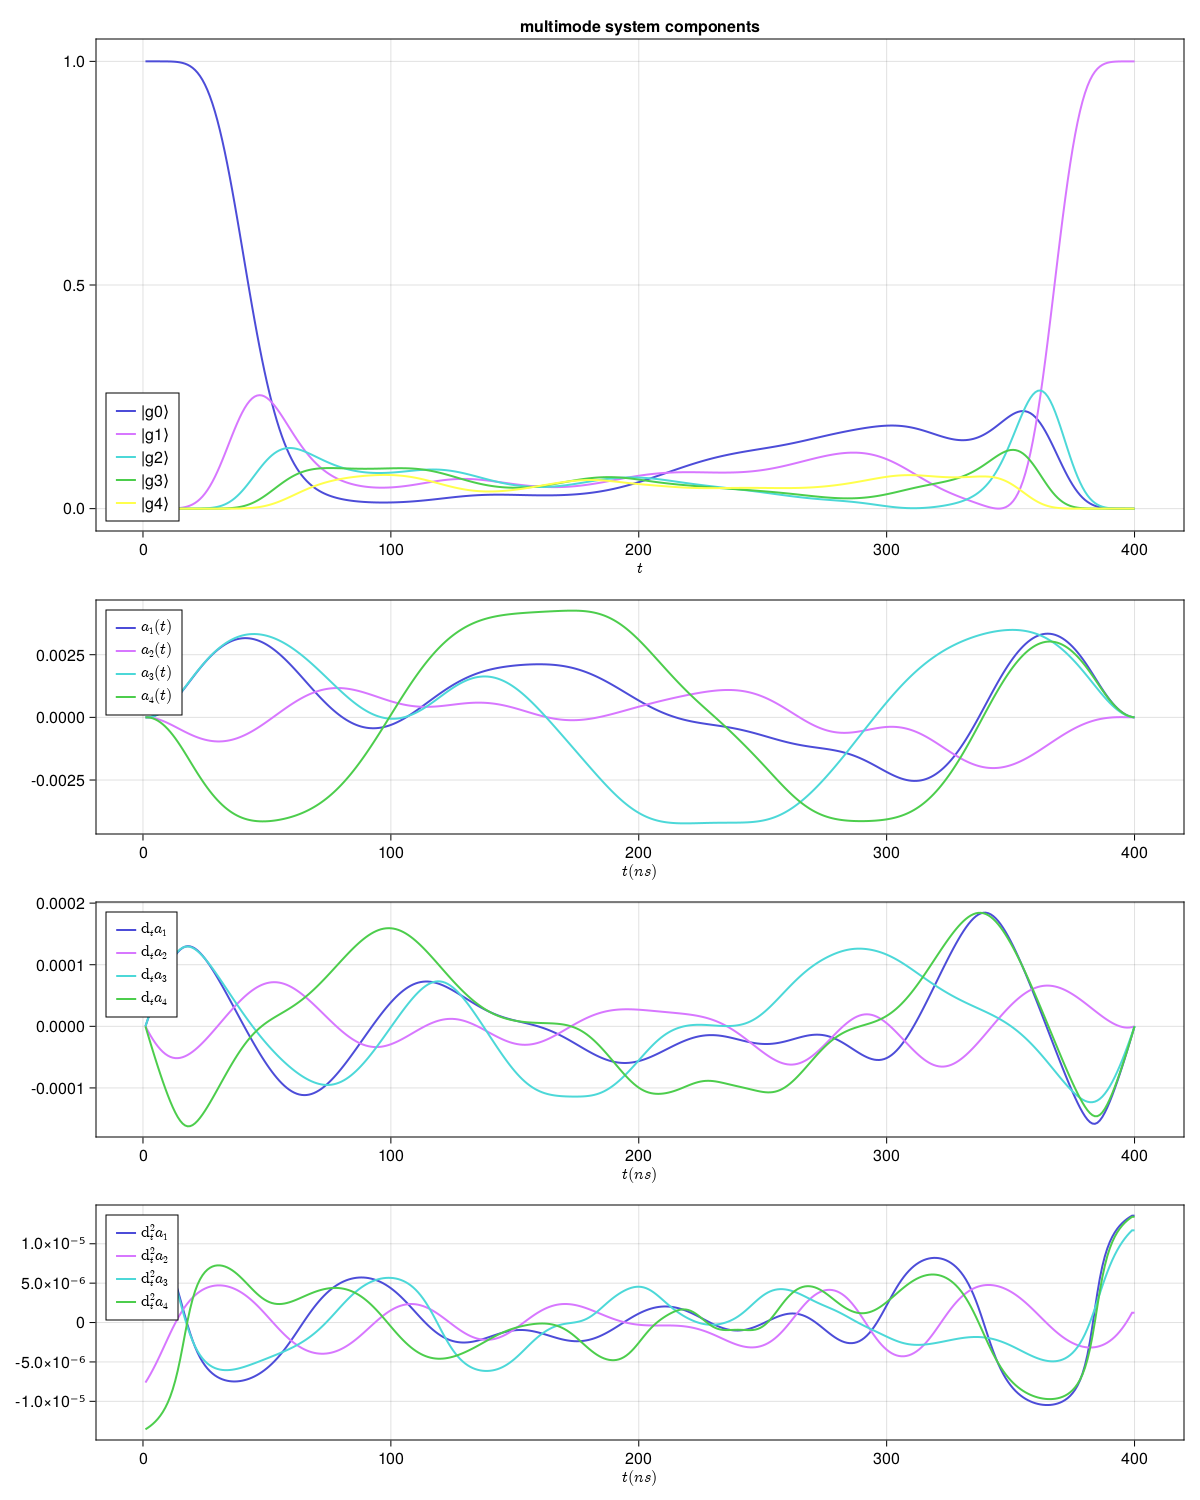 multimode system components
1.0
0.5
0.0
|g0⟩
|g1⟩
|g2⟩
|g3⟩
|g4⟩
0 100 200 300 400
t
0.0025
0.0000
-0.0025
a₁(t)
a₂(t)
a₃(t)
a₄(t)
0 100 200 300 400
t(ns)
0.0002
0.0001
0.0000
-0.0001
dₜa₁
dₜa₂
dₜa₃
dₜa₄
0 100 200 300 400
t(ns)
1.0×10⁻⁵
5.0×10⁻⁶
0
-5.0×10⁻⁶
-1.0×10⁻⁵
d²ₜa₁
d²ₜa₂
d²ₜa₃
d²ₜa₄
0 100 200 300 400
t(ns)